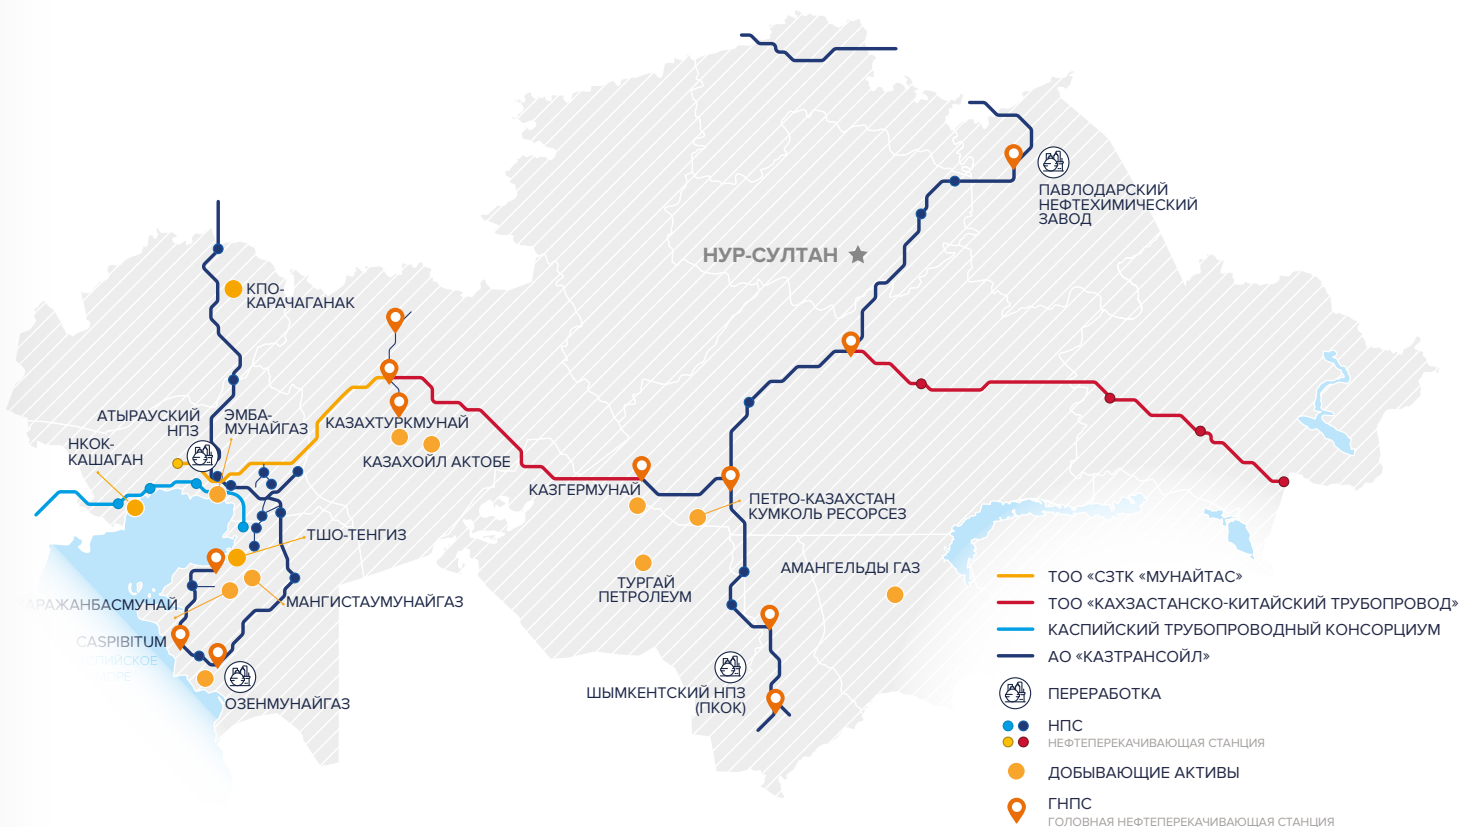 НУР-СУЛТАН
ПАВЛОДАРСКИЙ
НЕФТЕХИМИЧЕСКИЙ
ЗАВОД
КПО-
КАРАЧАГАНАК
АТЫРАУСКИЙ
НПЗ
ЭМБА-
МУНАЙГАЗ
НКОК-
КАШАГАН
КАЗАХТУРКМУНАЙ
КАЗАХОЙЛ АКТОБЕ
КАЗГЕРМУНАЙ
ПЕТРО-КАЗАХСТАН
КУМКОЛЬ РЕСОРСЕЗ
ТШО-ТЕНГИЗ
ТУРГАЙ
ПЕТРОЛЕУМ
АМАНГЕЛЬДЫ ГАЗ
АРАЖАНБАСМУНАЙ
МАНГИСТАУМУНАЙГАЗ
CASPIBITUM
СПИЙСКОЕ
МОРЕ
ОЗЕНМУНАЙГАЗ
ШЫМКЕНТСКИЙ НПЗ
(ПКОК)
ТОО «СЗТК «МУНАЙТАС»
ТОО «КАХЗАСТАНСКО-КИТАЙСКИЙ ТРУБОПРОВОД»
КАСПИЙСКИЙ ТРУБОПРОВОДНЫЙ КОНСОРЦИУМ
АО «КАЗТРАНСОЙЛ»
ПЕРЕРАБОТКА
НПС
НЕФТЕПЕРЕКАЧИВАЮЩАЯ СТАНЦИЯ
ДОБЫВАЮЩИЕ АКТИВЫ
ГНПС
ГОЛОВНАЯ НЕФТЕПЕРЕКАЧИВАЮЩАЯ СТАНЦИЯ